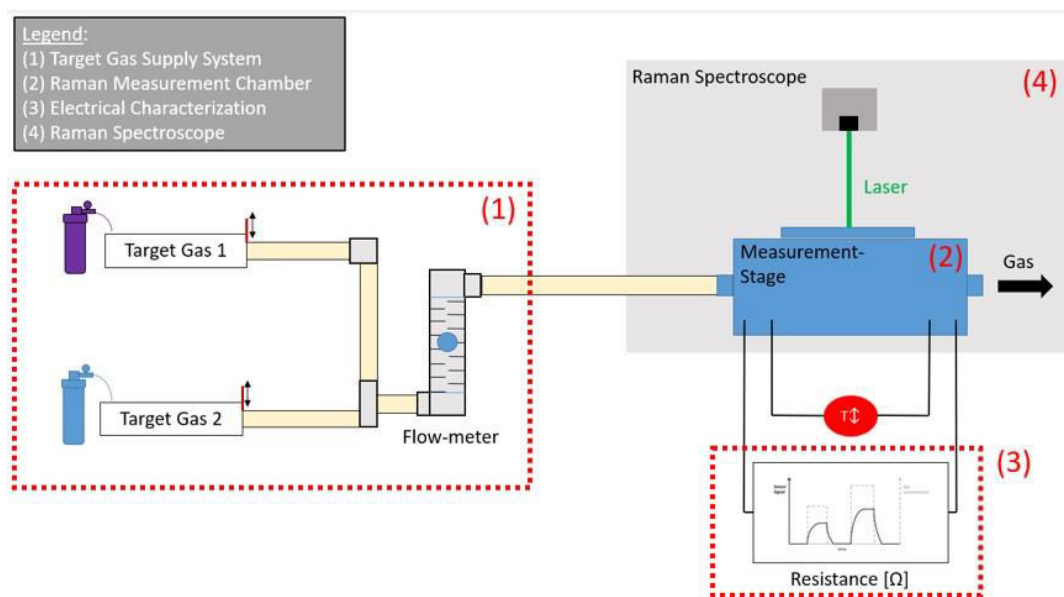 Legend:
(1) Target Gas Supply System
(2) Raman Measurement Chamber
(3) Electrical Characterization
(4) Raman Spectroscope
Raman Spectroscope
(4)
Laser
(1)
Target Gas 1
Measurement-
Stage
(2)
Gas
Target Gas 2
Flow-meter
T
(3)
Resistance [Ω]